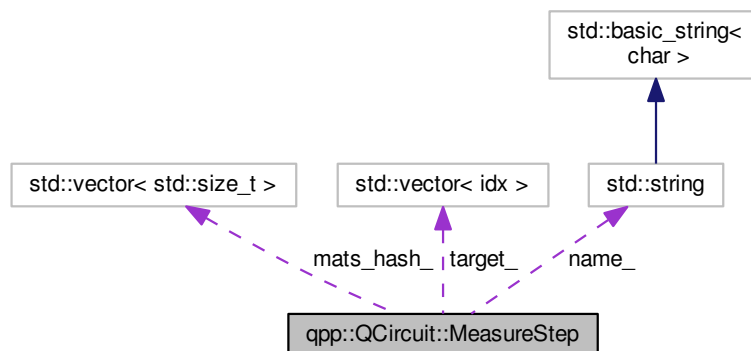 std::basic_string<
char >
std::vector< std::size_t >
std::vector< idx >
std::string
mats_hash_
target_
name_
qpp::QCircuit::MeasureStep